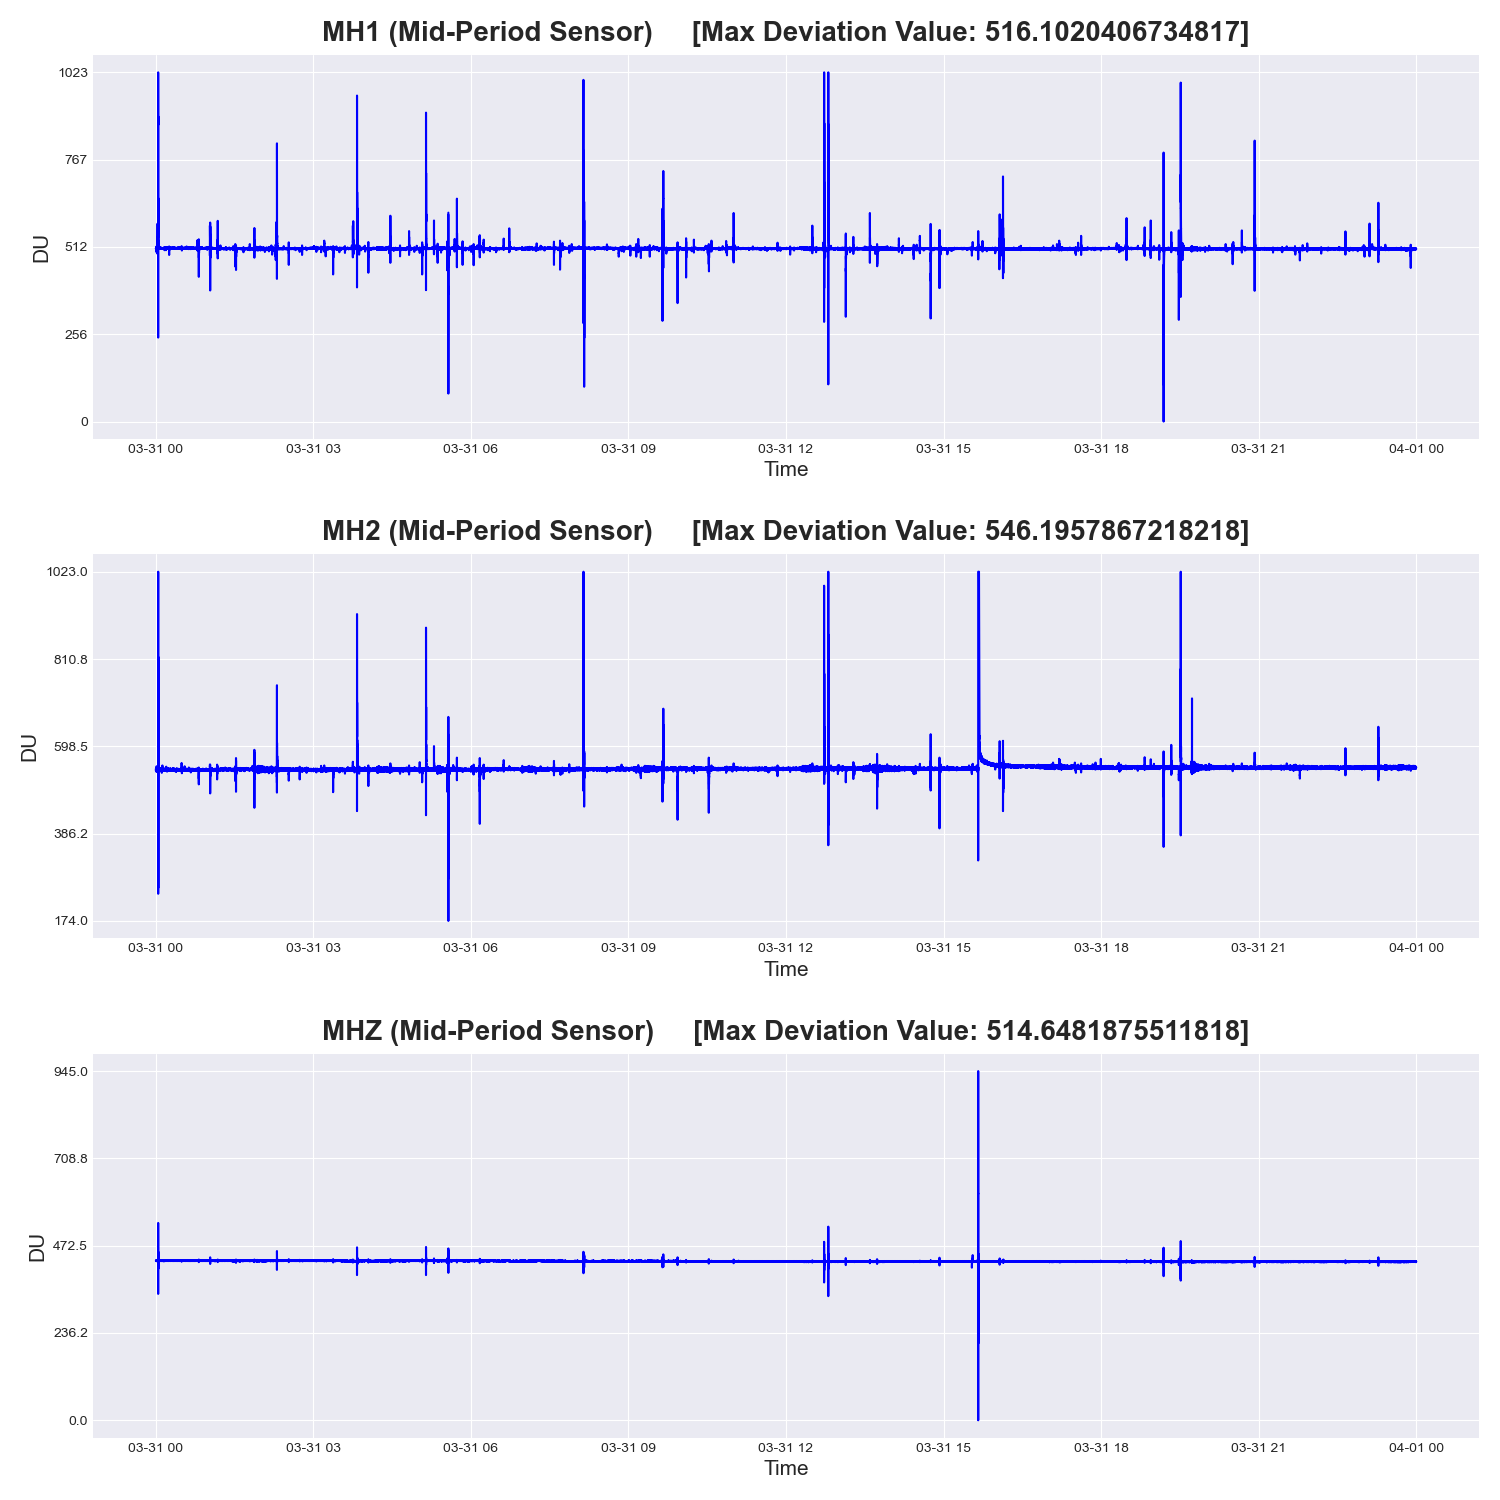 MH1 (Mid-Period Sensor) [Max Deviation Value: 516.1020406734817]
1023
767
512
256
0
DU
03-31 00 03-31 03 03-31 06 03-31 09 03-31 12 03-31 15 03-31 18 03-31 21 04-01 00
Time
MH2 (Mid-Period Sensor) [Max Deviation Value: 546.1957867218218]
1023.0
810.8
598.5
386.2
174.0
DU
03-31 00 03-31 03 03-31 06 03-31 09 03-31 12 03-31 15 03-31 18 03-31 21 04-01 00
Time
MHZ (Mid-Period Sensor) [Max Deviation Value: 514.6481875511818]
945.0
708.8
472.5
236.2
0.0
DU
03-31 00 03-31 03 03-31 06 03-31 09 03-31 12 03-31 15 03-31 18 03-31 21 04-01 00
Time